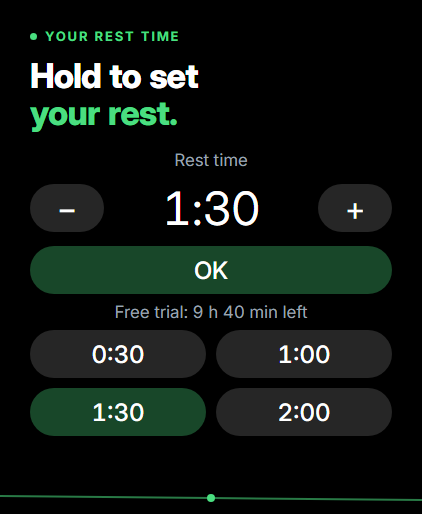 YOUR REST TIME
Hold to set
your rest.
Rest time
− 1:30 +
OK
Free trial: 9 h 40 min left
0:30 1:00
1:30 2:00